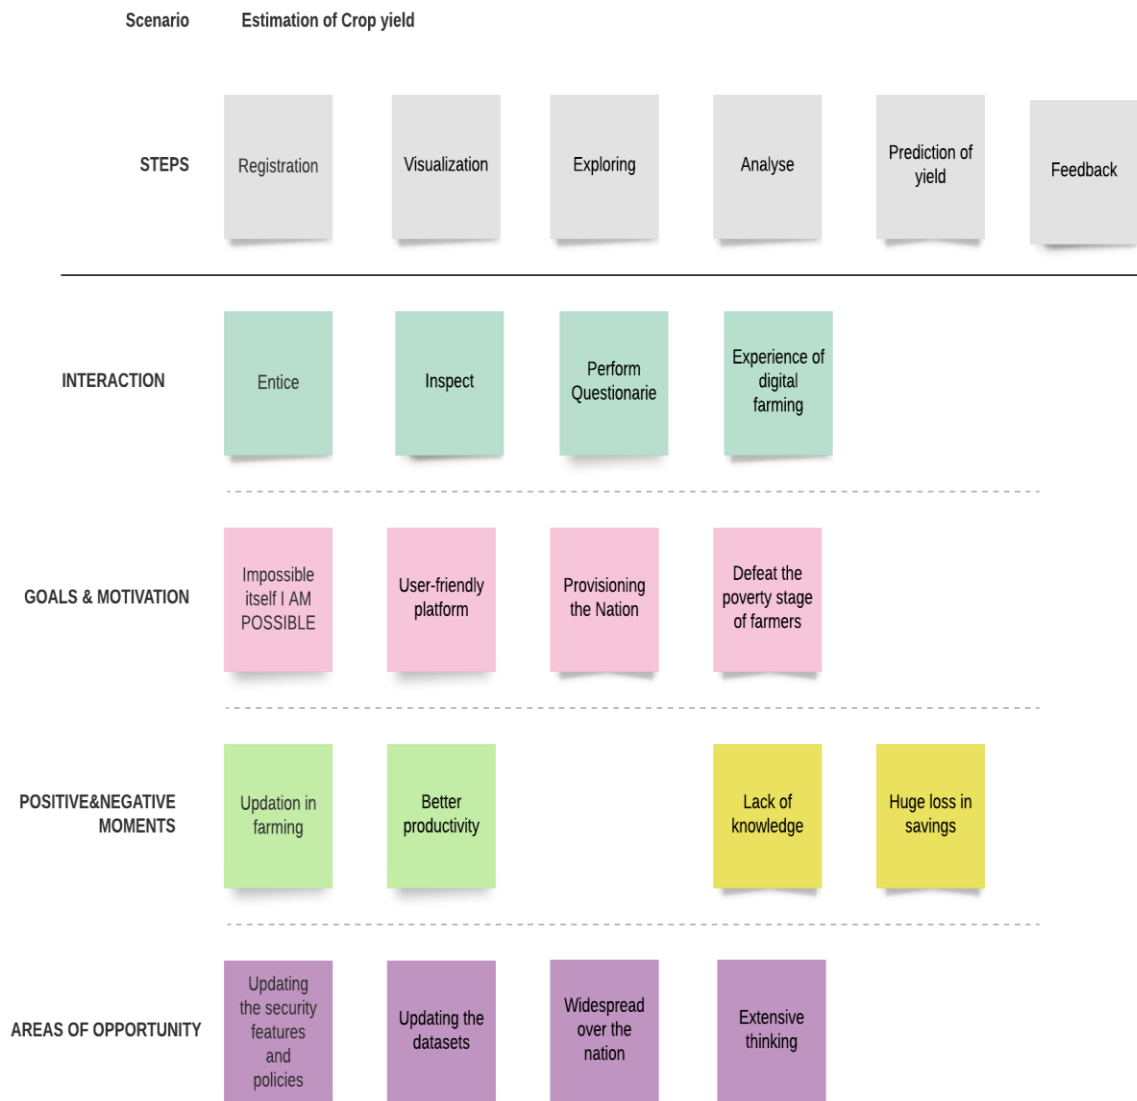 Scenario Estimation of Crop yield
STEPS
Registration
Visualization
Exploring
Analyse
Prediction of
yield
Feedback
INTERACTION
Entice
Inspect
Perform
Questionarie
Experience of
digital
farming
GOALS & MOTIVATION
Impossible
itself I AM
POSSIBLE
User-friendly
platform
Provisioning
the Nation
Defeat the
poverty stage
of farmers
POSITIVE&NEGATIVE
MOMENTS
Updation in
farming
Better
productivity
Lack of
knowledge
Huge loss in
savings
AREAS OF OPPORTUNITY
Updating
the security
features
and
policies
Updating the
datasets
Widespread
over the
nation
Extensive
thinking